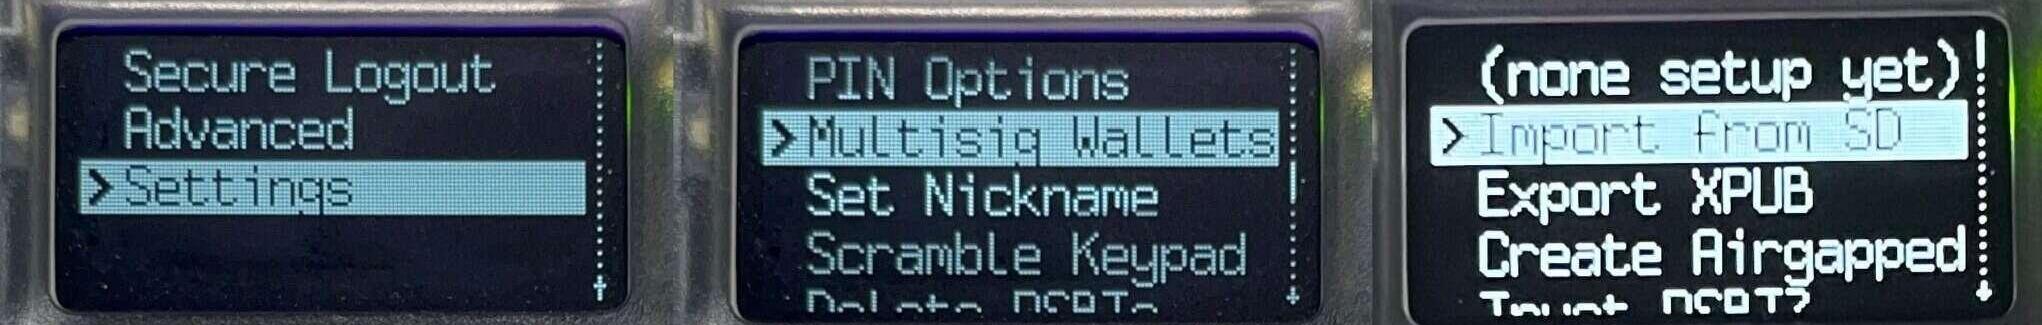 Secure Logout
Advanced
>Settings
PIN Options
>Multisig Wallets
Set Nickname
Scramble Keypad
(none setup yet)
>Import from SD
Export XPUB
Create Airgapped